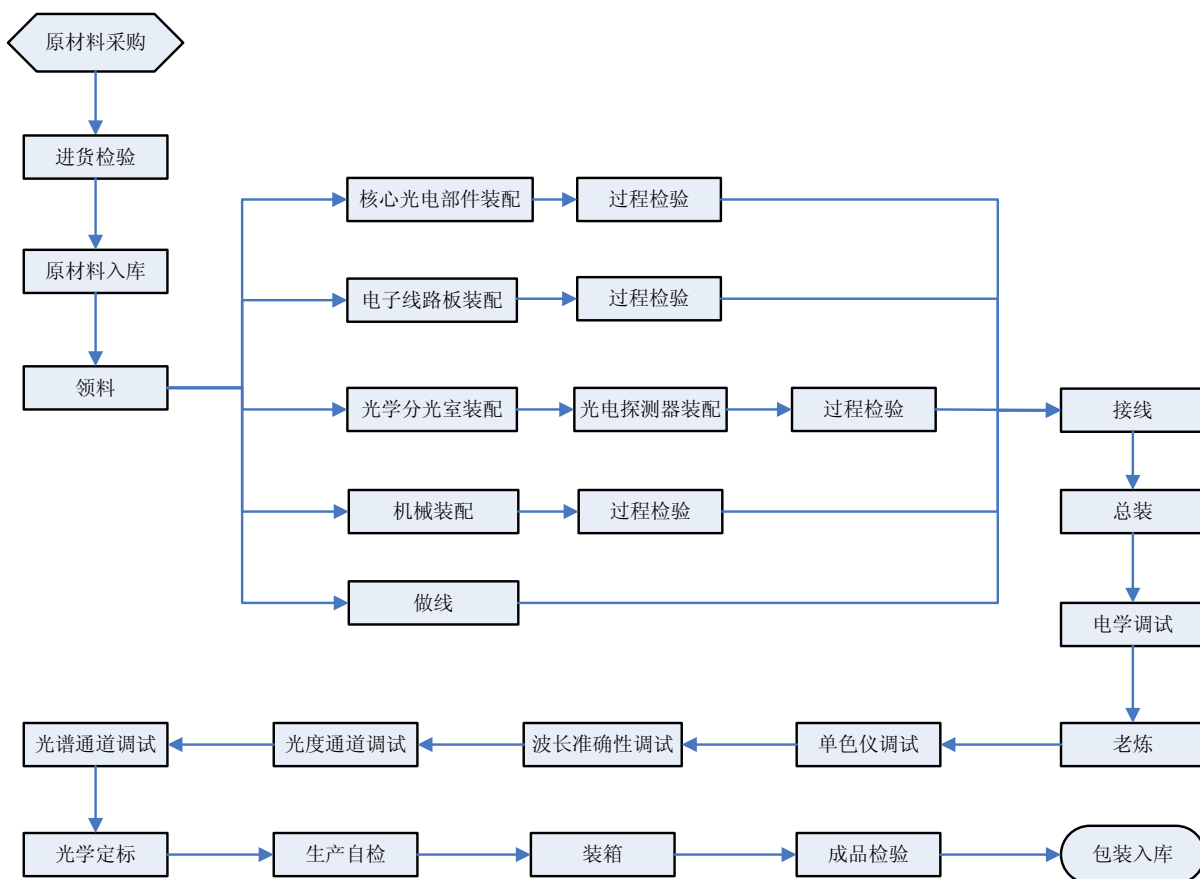 原材料采购
进货检验
原材料入库
领料
核心光电部件装配
过程检验
电子线路板装配
过程检验
光学分光室装配
光电探测器装配
过程检验
机械装配
过程检验
做线
接线
总装
电学调试
老炼
单色仪调试
波长准确性调试
光度通道调试
光谱通道调试
光学定标
生产自检
装箱
成品检验
包装入库